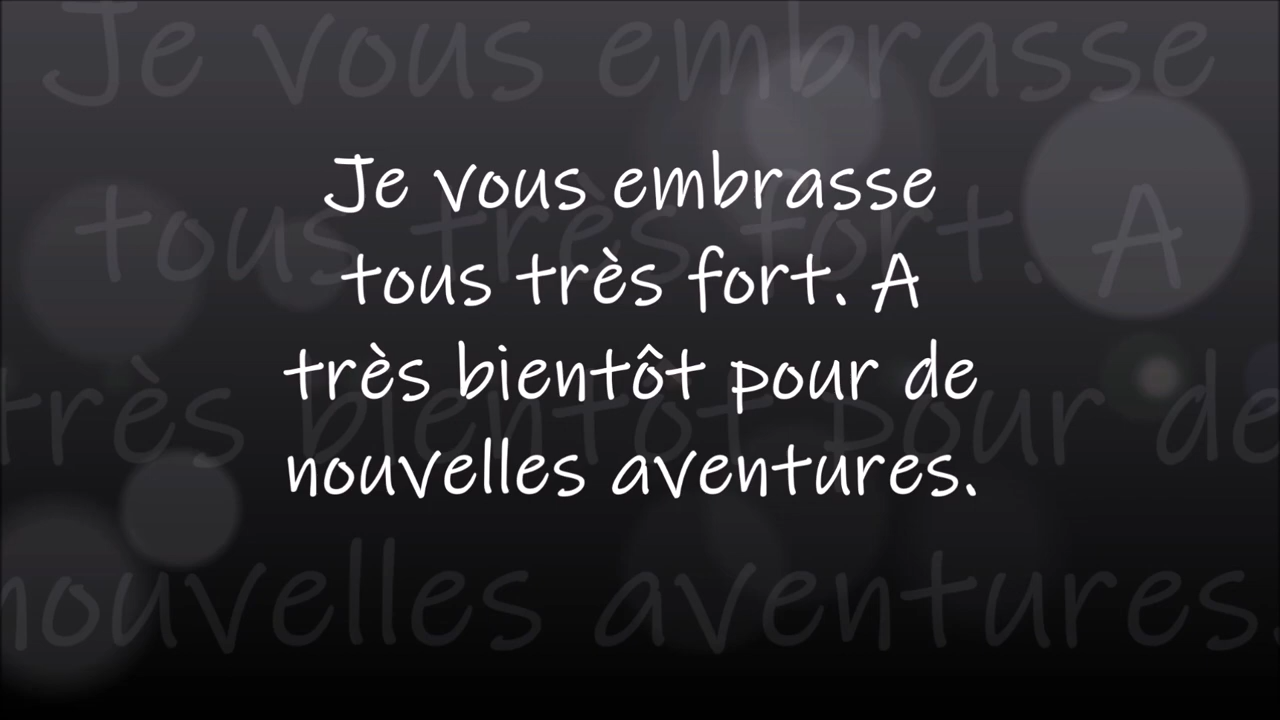 Je vous embrasse
tous très fort. A
très bientôt pour de
nouvelles aventures.